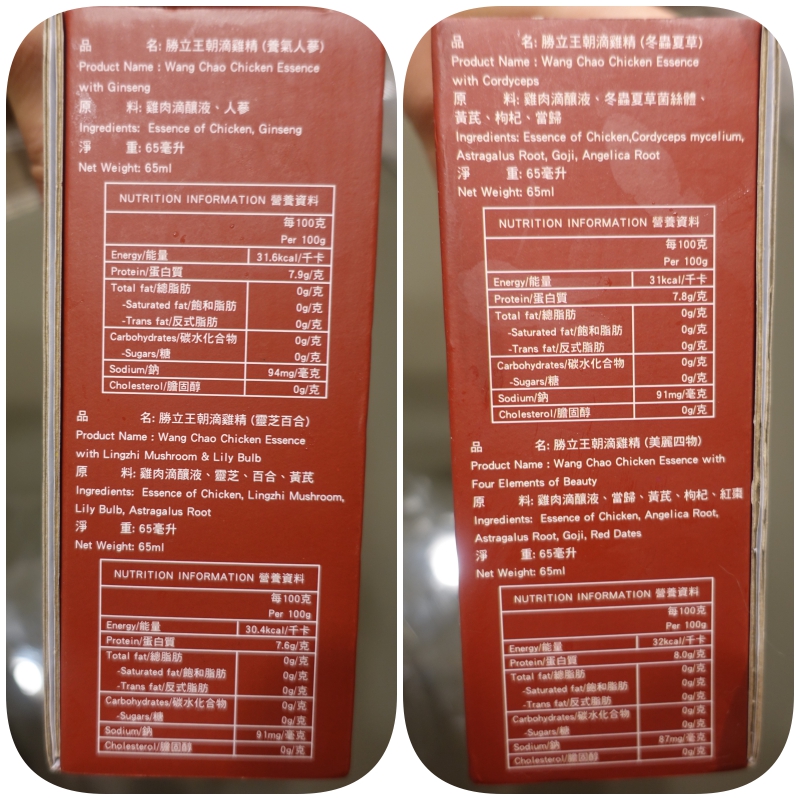 品 名: 勝立王朝滴雞精 (養氣人蔘)
Product Name : Wang Chao Chicken Essence
with Ginseng
原 料: 雞肉滴釀液、人蔘
Ingredients: Essence of Chicken, Ginseng
淨 重: 65毫升
Net Weight: 65ml
NUTRITION INFORMATION 營養資料
每100克
Per 100g
Energy/能量 31.6kcal/千卡
Protein/蛋白質 7.9g/克
Total fat/總脂肪 0g/克
-Saturated fat/飽和脂肪 0g/克
-Trans fat/反式脂肪 0g/克
Carbohydrates/碳水化合物 0g/克
-Sugars/糖 0g/克
Sodium/鈉 94mg/毫克
Cholesterol/膽固醇 0g/克
品 名: 勝立王朝滴雞精 (靈芝百合)
Product Name : Wang Chao Chicken Essence
with Lingzhi Mushroom & Lily Bulb
原 料: 雞肉滴釀液、靈芝、百合、黃芪
Ingredients: Essence of Chicken, Lingzhi Mushroom,
Lily Bulb, Astragalus Root
淨 重: 65毫升
Net Weight: 65ml
NUTRITION INFORMATION 營養資料
每100克
Per 100g
Energy/能量 30.4kcal/千卡
Protein/蛋白質 7.6g/克
Total fat/總脂肪 0g/克
-Saturated fat/飽和脂肪 0g/克
-Trans fat/反式脂肪 0g/克
Carbohydrates/碳水化合物 0g/克
-Sugars/糖 0g/克
Sodium/鈉 91mg/毫克
Cholesterol/膽固醇 0g/克
品 名: 勝立王朝滴雞精 (冬蟲夏草)
Product Name : Wang Chao Chicken Essence
with Cordyceps
原 料: 雞肉滴釀液、冬蟲夏草菌絲體、
黃芪、枸杞、當歸
Ingredients: Essence of Chicken,Cordyceps mycelium,
Astragalus Root, Goji, Angelica Root
淨 重: 65毫升
Net Weight: 65ml
NUTRITION INFORMATION 營養資料
每100克
Per 100g
Energy/能量 31kcal/千卡
Protein/蛋白質 7.8g/克
Total fat/總脂肪 0g/克
-Saturated fat/飽和脂肪 0g/克
-Trans fat/反式脂肪 0g/克
Carbohydrates/碳水化合物 0g/克
-Sugars/糖 0g/克
Sodium/鈉 91mg/毫克
Cholesterol/膽固醇 0g/克
品 名: 勝立王朝滴雞精 (美麗四物)
Product Name : Wang Chao Chicken Essence with
Four Elements of Beauty
原 料: 雞肉滴釀液、當歸、黃芪、枸杞、紅棗
Ingredients: Essence of Chicken, Angelica Root,
Astragalus Root, Goji, Red Dates
淨 重: 65毫升
Net Weight: 65ml
NUTRITION INFORMATION 營養資料
每100克
Per 100g
Energy/能量 32kcal/千卡
Protein/蛋白質 8.0g/克
Total fat/總脂肪 0g/克
-Saturated fat/飽和脂肪 0g/克
-Trans fat/反式脂肪 0g/克
Carbohydrates/碳水化合物 0g/克
-Sugars/糖 0g/克
Sodium/鈉 87mg/毫克
Cholesterol/膽固醇 0g/克